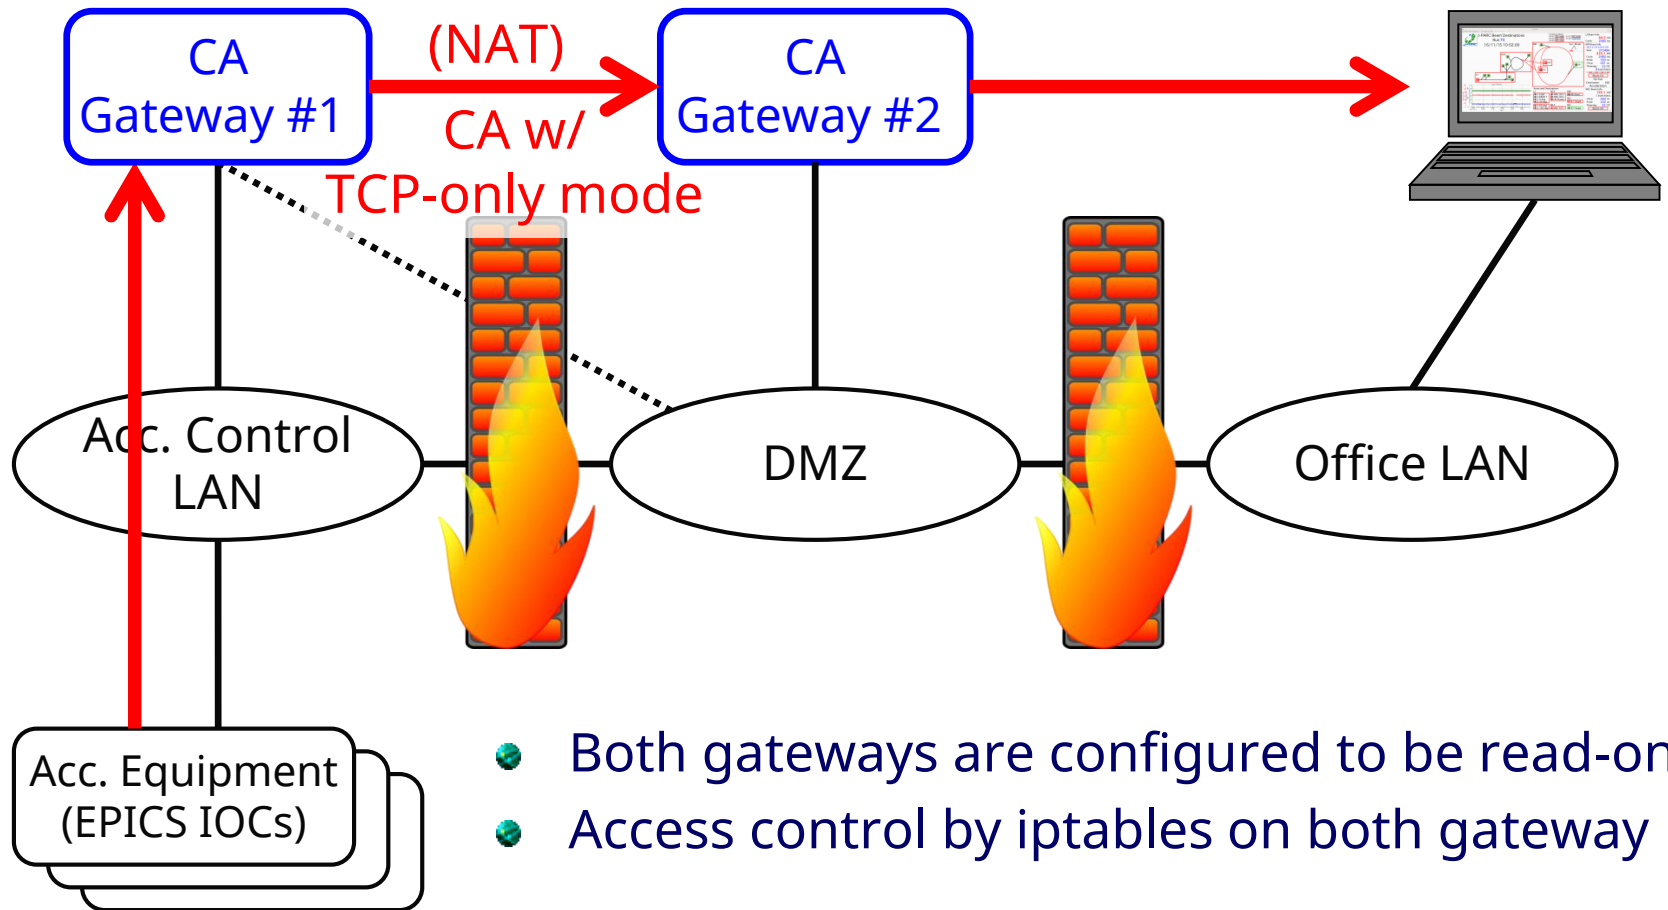 CA
Gateway #1
(NAT)
CA w/
TCP-only mode
CA
Gateway #2
Acc. Control
LAN
DMZ
Office LAN
Acc. Equipment
(EPICS IOCs)
Both gateways are configured to be read-on
Access control by iptables on both gateway